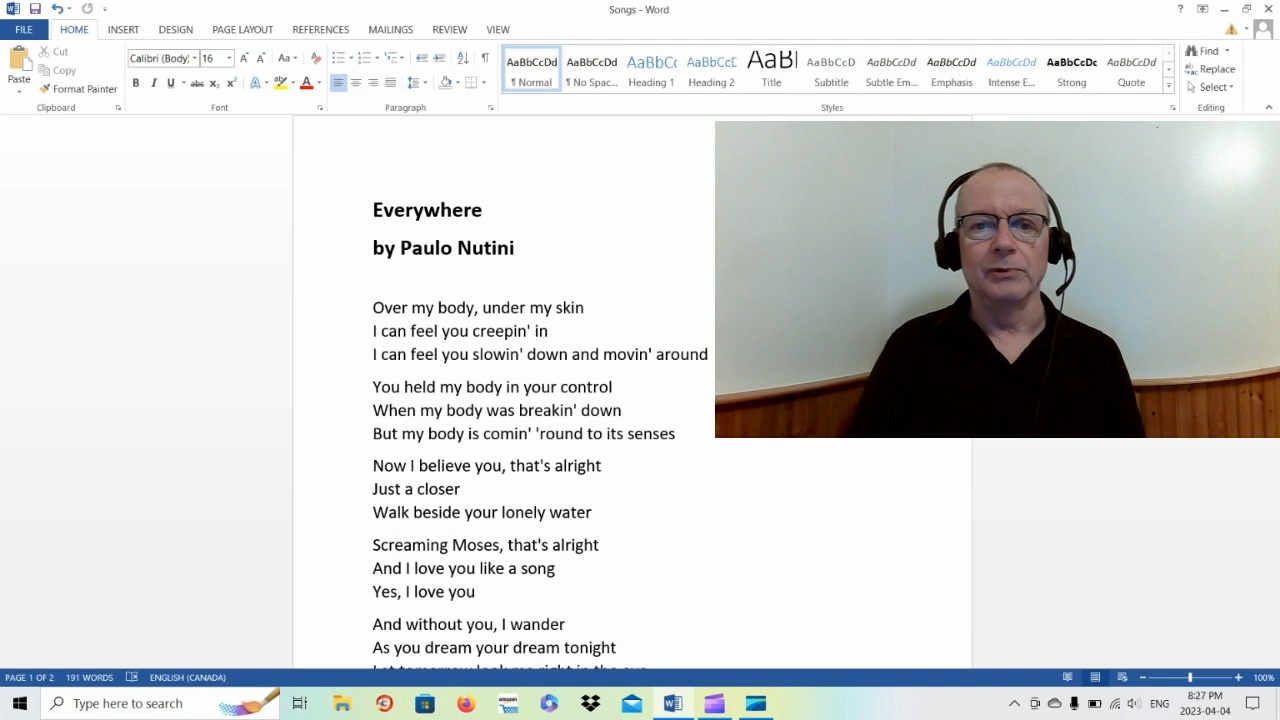 Songs - Word
FILE HOME INSERT DESIGN PAGE LAYOUT REFERENCES MAILINGS REVIEW VIEW
Paste
Cut
Copy
Format Painter
Clipboard
Calibri (Body) 16
Font
Paragraph
AaBbCcDd AaBbCcDd AaBbCc AaBbCcD AaBl AaBbCcD AaBbCcDd AaBbCcDd AaBbCcDd AaBbCcDc AaBbCcDd
¶ Normal ¶ No Spac... Heading 1 Heading 2 Title Subtitle Subtle Em... Emphasis Intense E... Strong Quote
Styles
Find
Replace
Select
Editing
Everywhere
by Paulo Nutini
Over my body, under my skin
I can feel you creepin' in
I can feel you slowin' down and movin' around
You held my body in your control
When my body was breakin' down
But my body is comin' 'round to its senses
Now I believe you, that's alright
Just a closer
Walk beside your lonely water
Screaming Moses, that's alright
And I love you like a song
Yes, I love you
And without you, I wander
As you dream your dream tonight
PAGE 1 OF 2 191 WORDS ENGLISH (CANADA) 100%
Type here to search
amazon
ENG
8:27 PM
2023-04-04